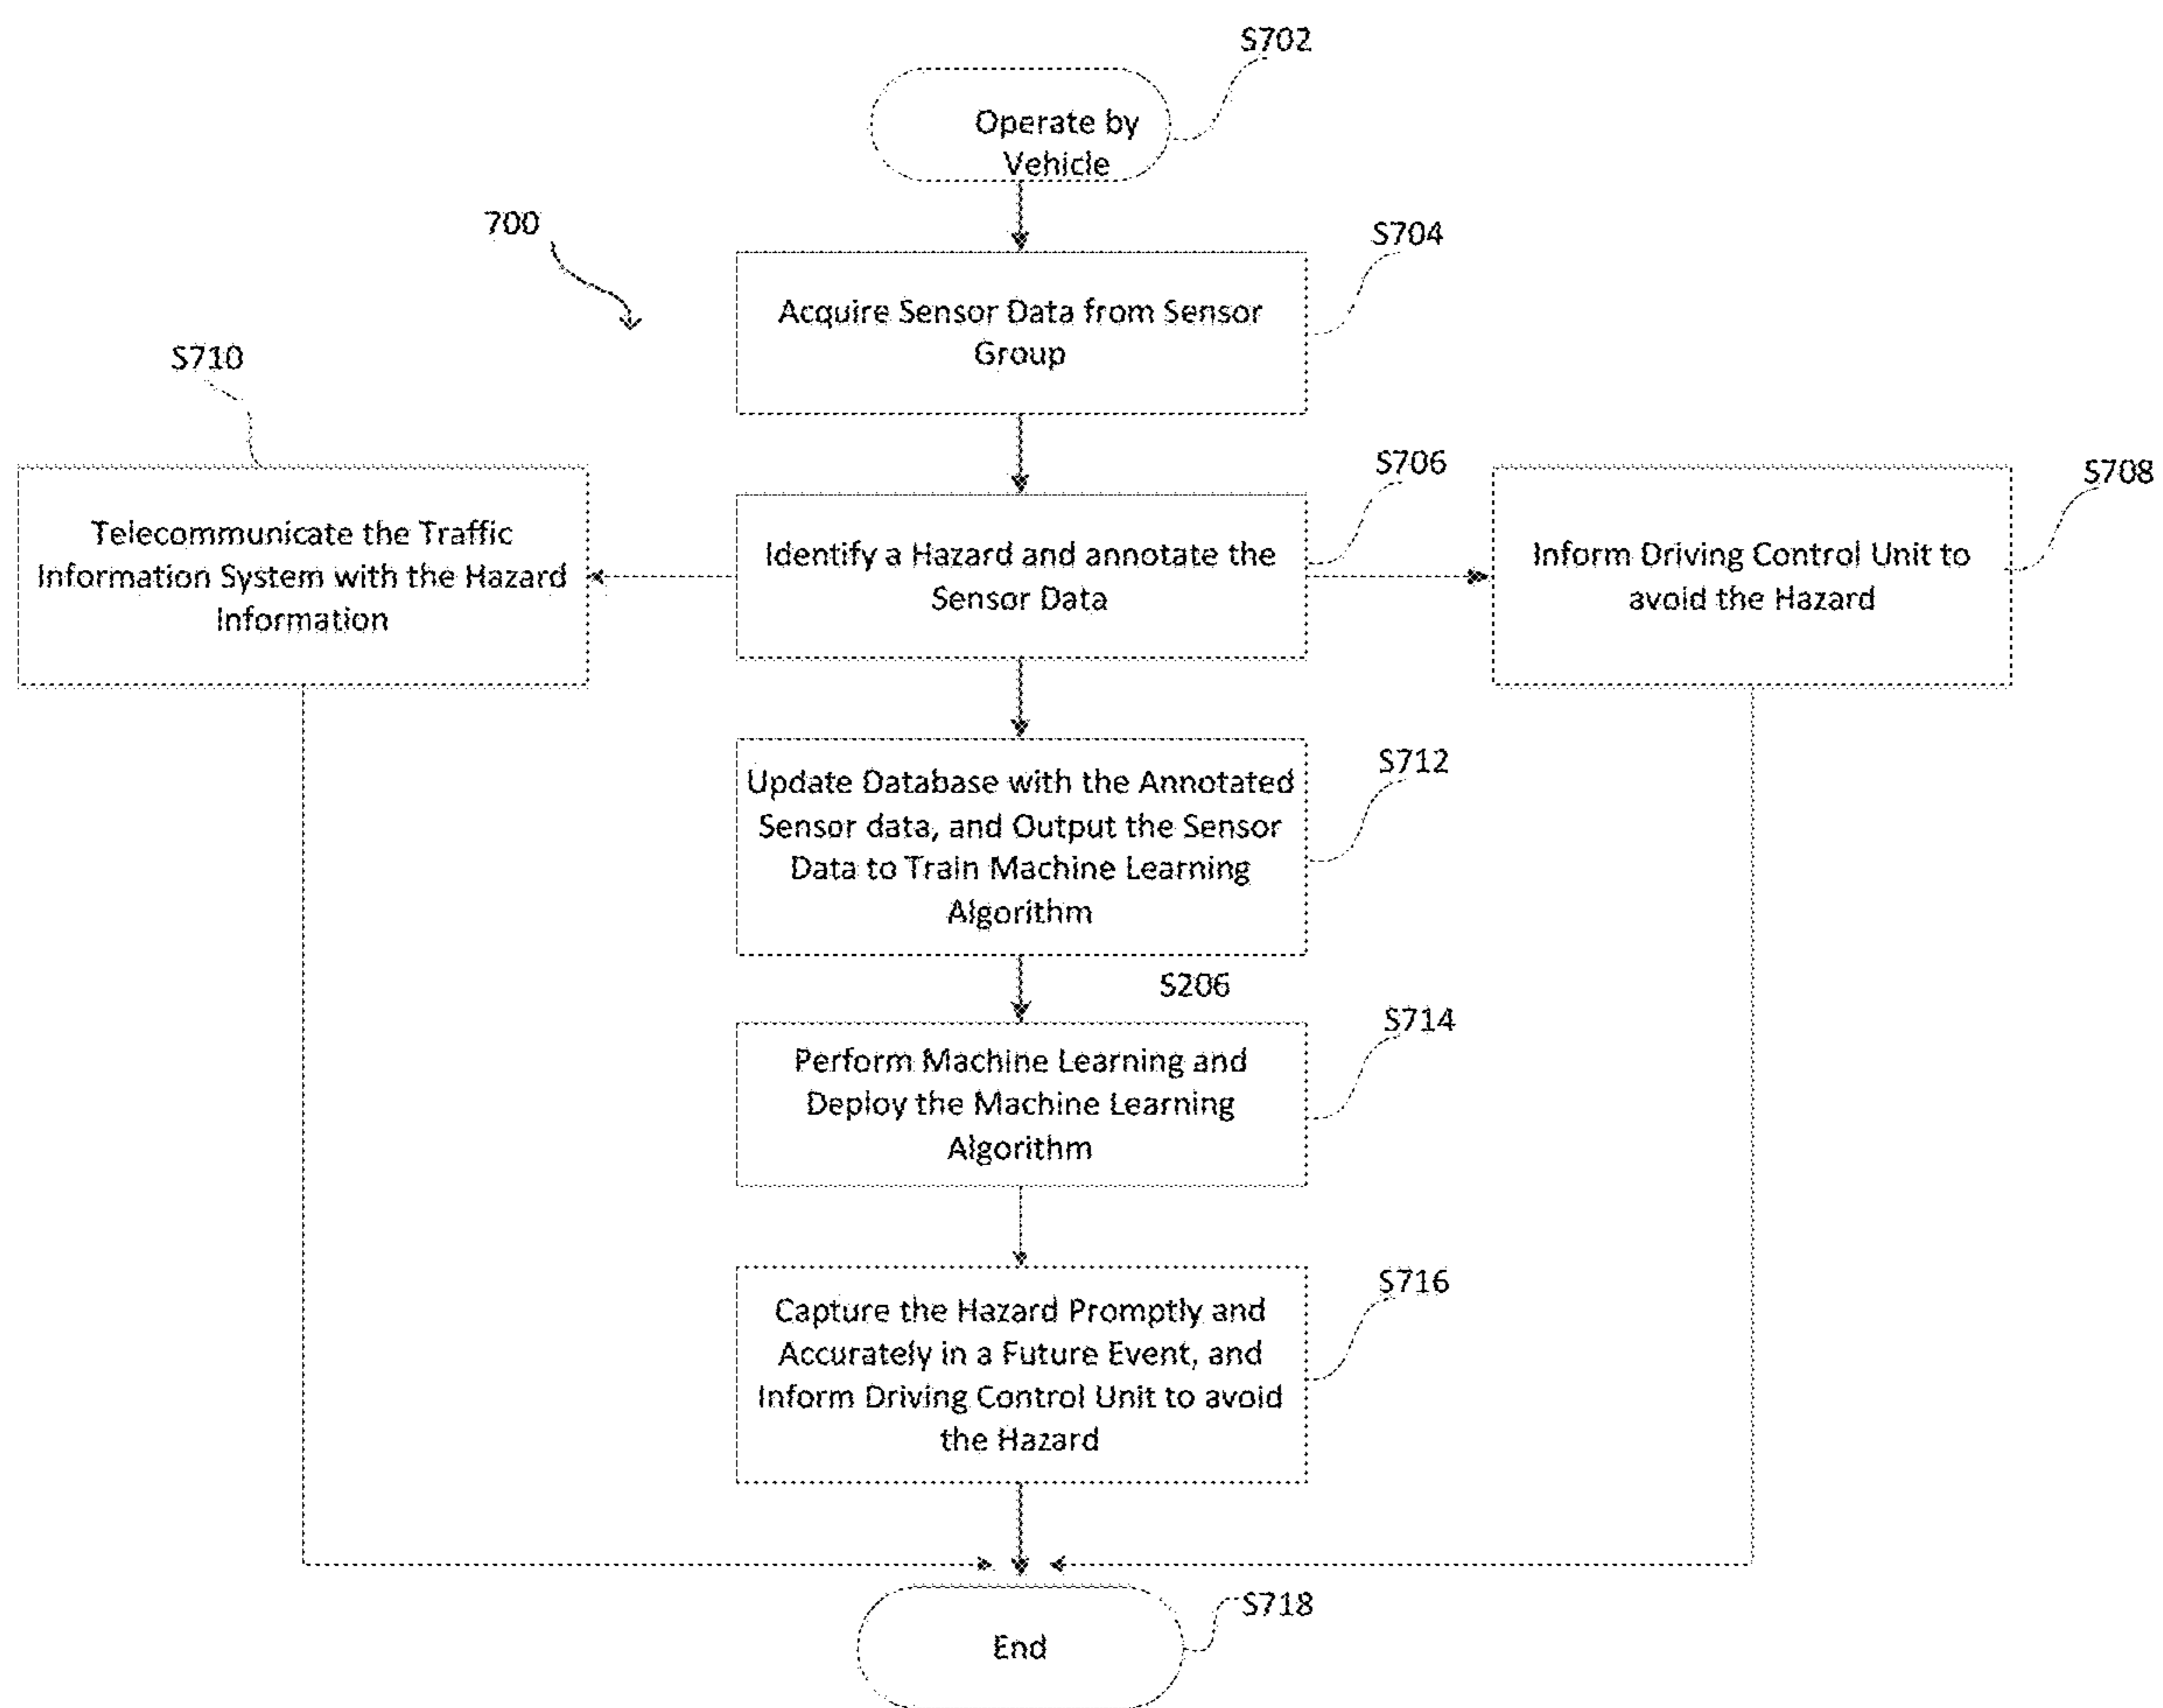 S702
Operate by
Vehicle
700
S704
Acquire Sensor Data from Sensor
Group
S710
Telecommunicate the Traffic
Information System with the Hazard
Information
S706
Identify a Hazard and annotate the
Sensor Data
S708
Inform Driving Control Unit to
avoid the Hazard
S712
Update Database with the Annotated
Sensor data, and Output the Sensor
Data to Train Machine Learning
Algorithm
S206
S714
Perform Machine Learning and
Deploy the Machine Learning
Algorithm
S716
Capture the Hazard Promptly and
Accurately in a Future Event, and
Inform Driving Control Unit to avoid
the Hazard
S718
End